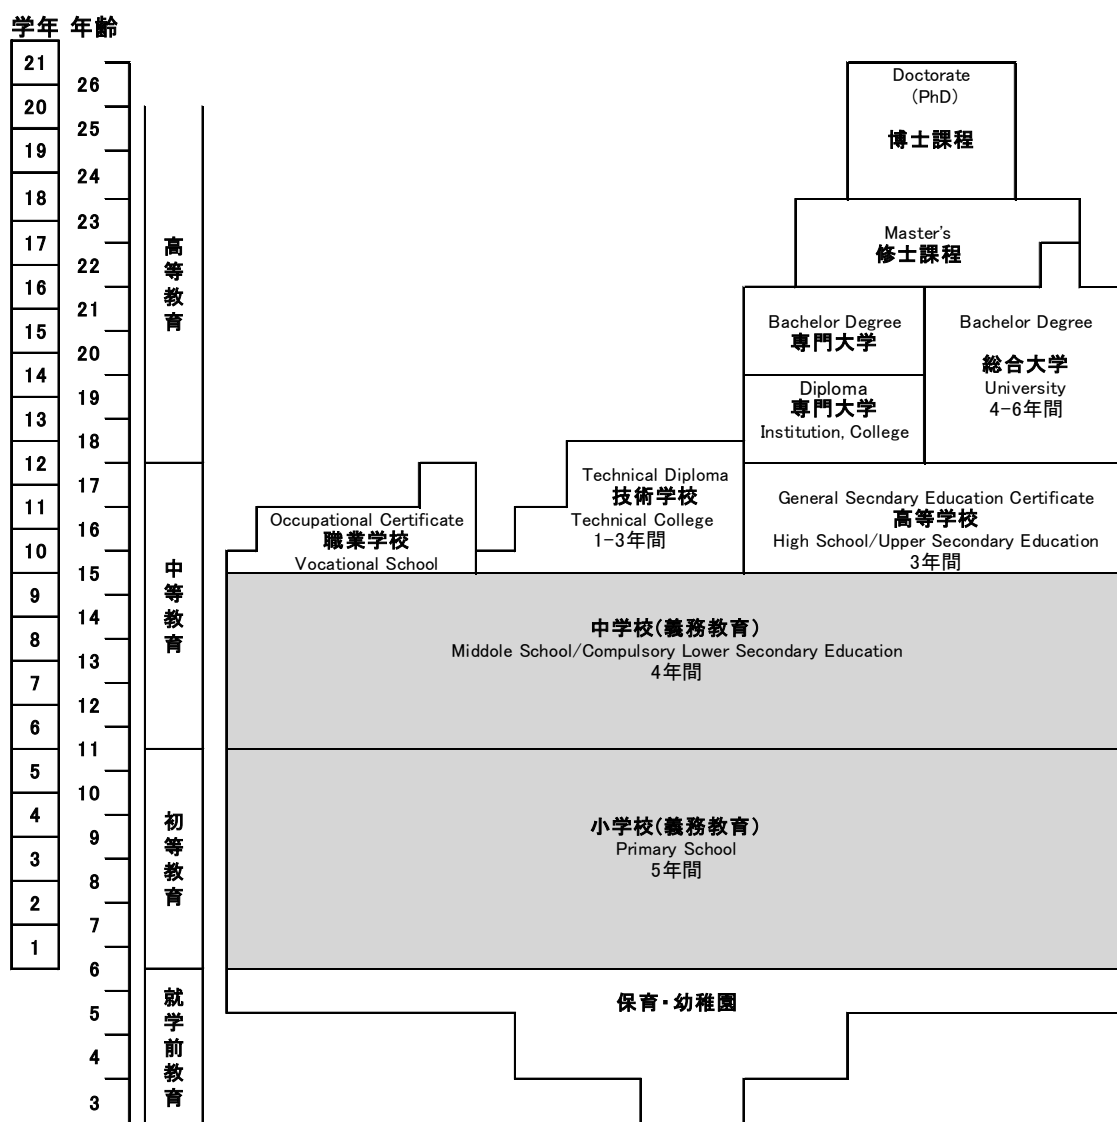 学年 年齢
21
20
19
18
17
16
15
14
13
12
11
10
9
8
7
6
5
4
3
2
1
26
25
24
23
22
21
20
19
18
17
16
15
14
13
12
11
10
9
8
7
6
5
4
3
高等教育
中等教育
初等教育
就学前教育
Doctorate
(PhD)
博士課程
Master's
修士課程
Bachelor Degree
専門大学
Diploma
専門大学
Institution, College
Bachelor Degree
総合大学
University
4-6年間
Occupational Certificate
職業学校
Vocational School
Technical Diploma
技術学校
Technical College
1-3年間
General Secndary Education Certificate
高等学校
High School/Upper Secondary Education
3年間
中学校(義務教育)
Middole School/Compulsory Lower Secondary Education
4年間
小学校(義務教育)
Primary School
5年間
保育・幼稚園